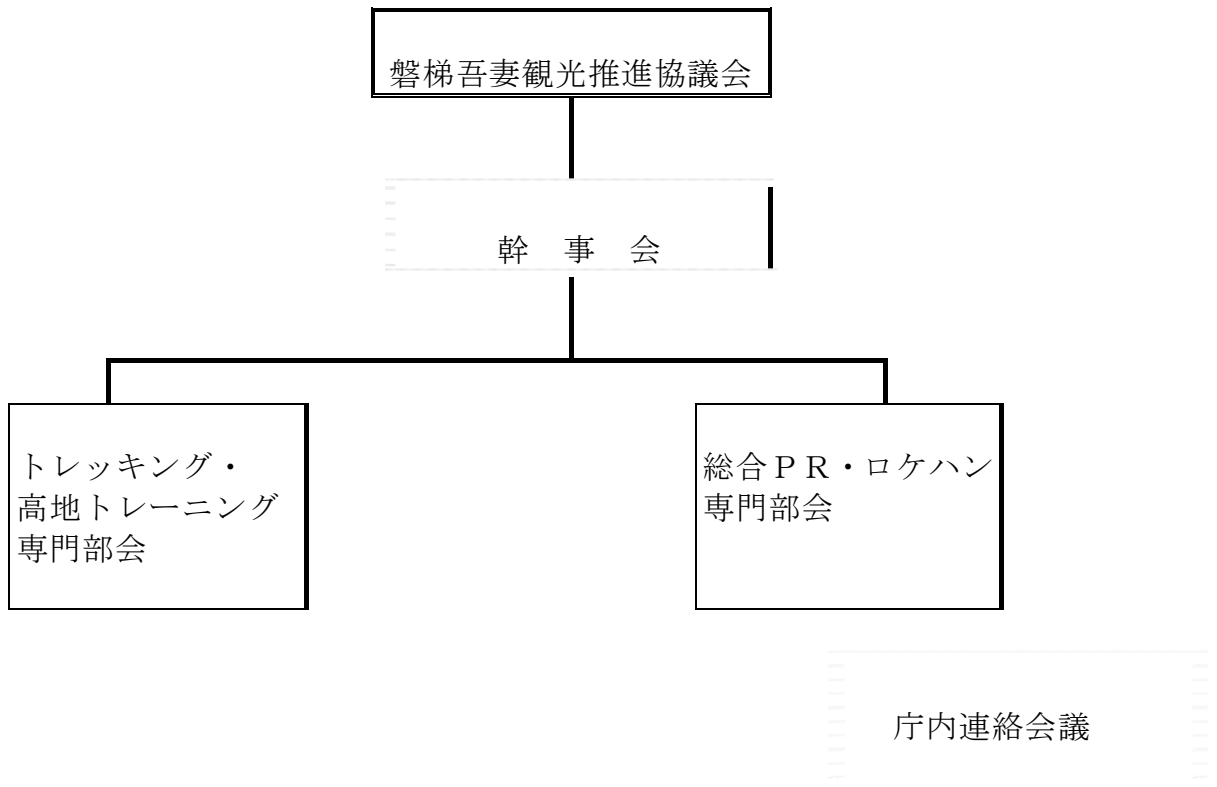 磐梯吾妻観光推進協議会
幹　事　会
トレッキング・
高地トレーニング
専門部会
総合ＰＲ・ロケハン
専門部会
庁内連絡会議